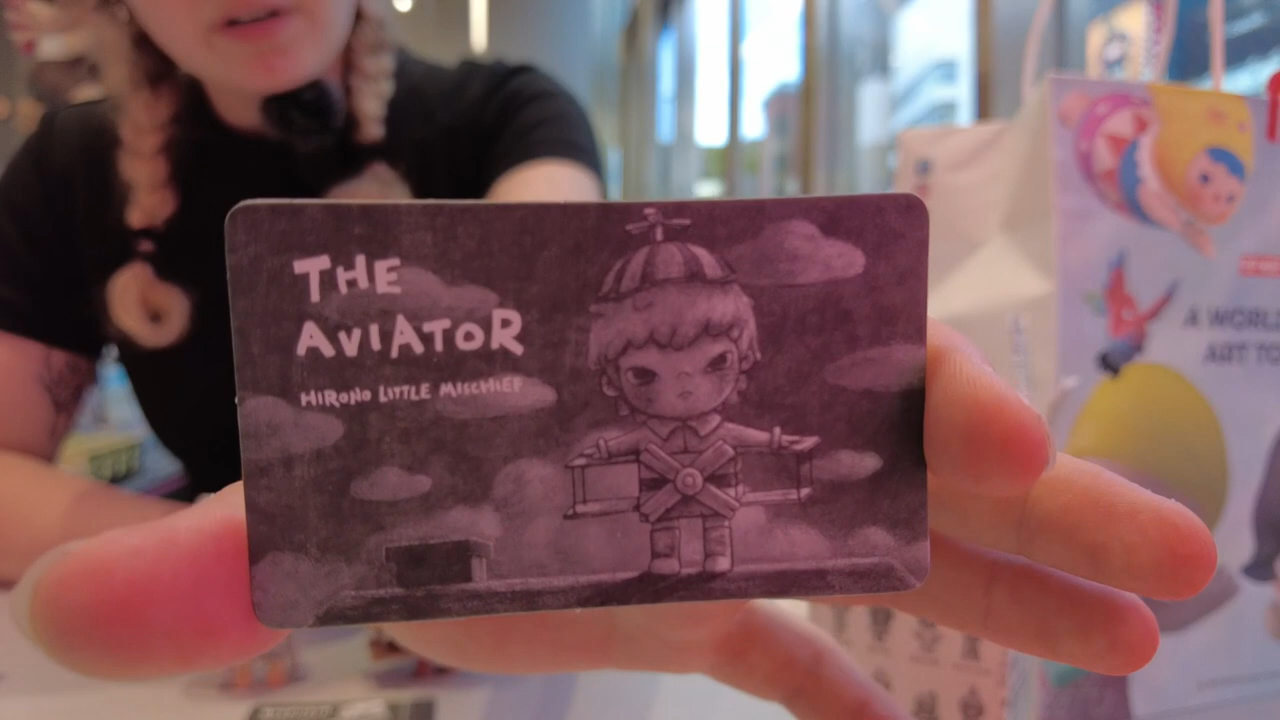 THE
AVIATOR
HIRONO LITTLE MISCHIEF
A WORL
ART TO